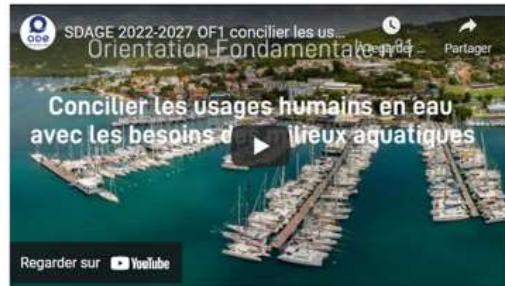 ODE
SDAGE 2022-2027 OF1 concilier les us...
Orientation Fondamentale n°1
Partager
Concilier les usages humains en eau
avec les besoins des milieux aquatiques
Regarder sur YouTube